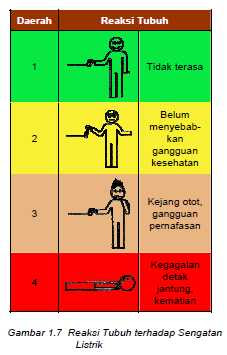 Daerah Reaksi Tubuh
1 Tidak terasa
2 Belum
menyebab-
kan
gangguan
kesehatan
3 Kejang otot,
gangguan
pernafasan
4 Kegagalan
detak
jantung,
kematian
Gambar 1.7 Reaksi Tubuh terhadap Sengatan
Listrik